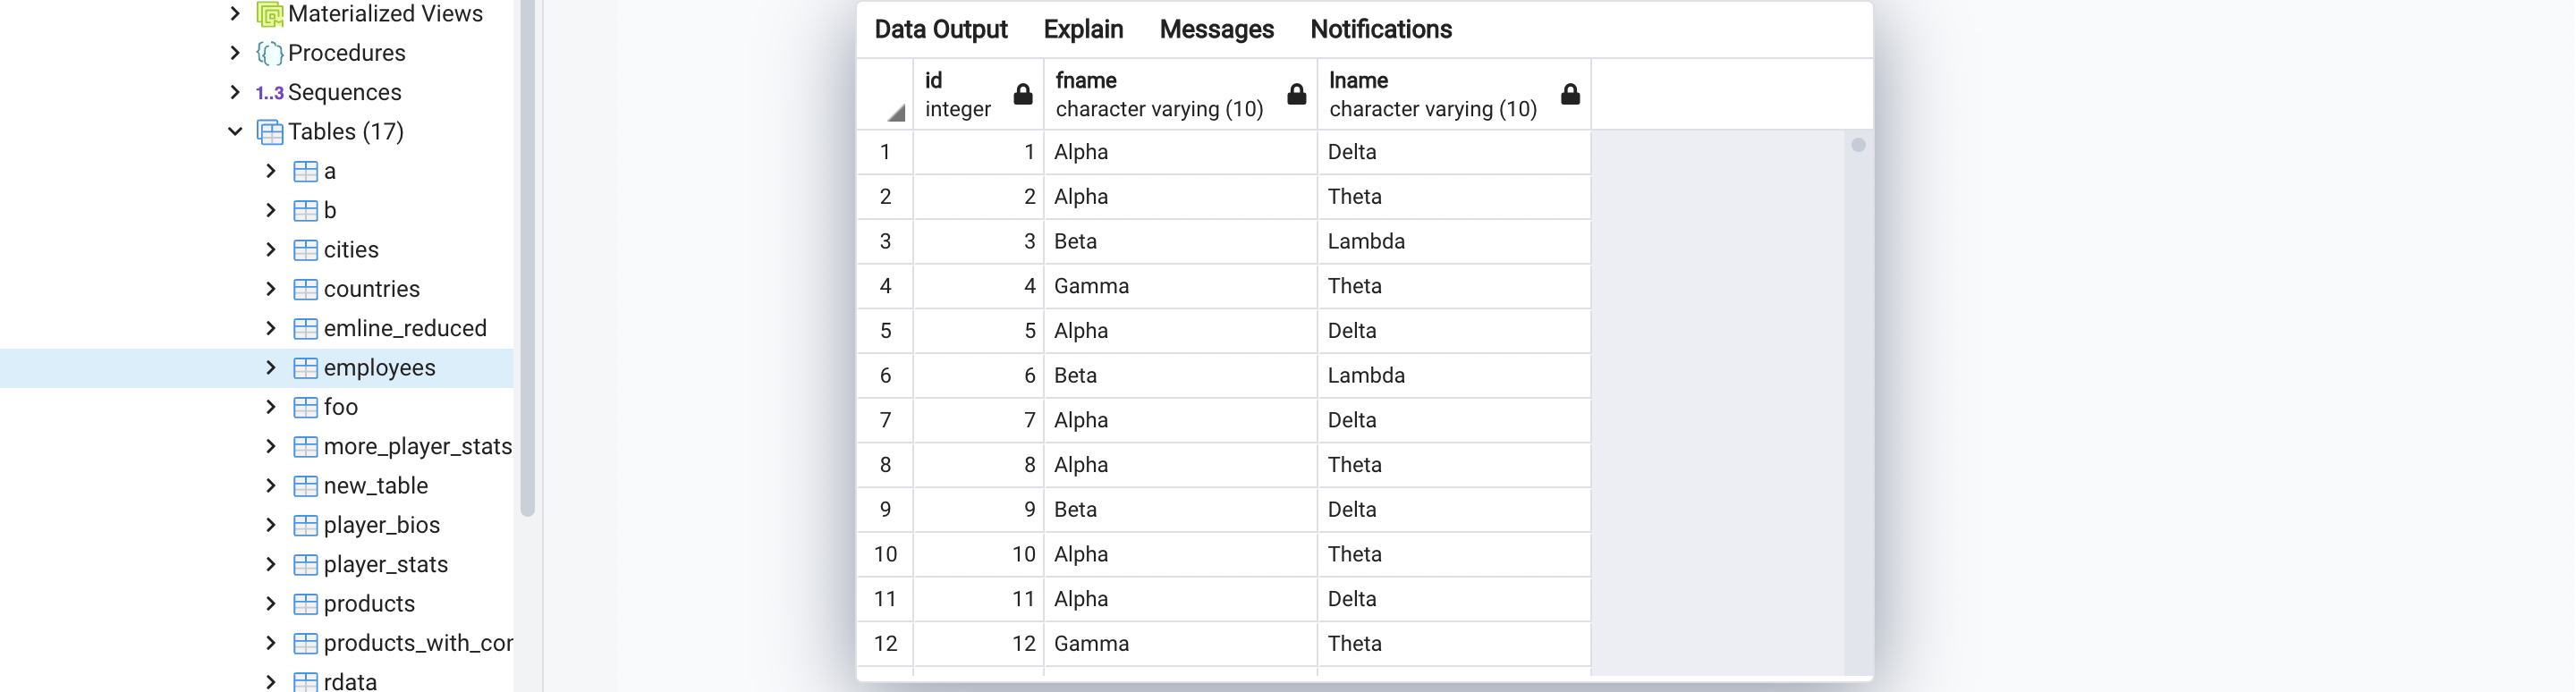 Materialized Views
Procedures
1..3 Sequences
Tables (17)
a
b
cities
countries
emline_reduced
employees
foo
more_player_stats
new_table
player_bios
player_stats
products
products_with_cor
rdata
Data Output Explain Messages Notifications
id fname lname
integer character varying (10) character varying (10)
1 1 Alpha Delta
2 2 Alpha Theta
3 3 Beta Lambda
4 4 Gamma Theta
5 5 Alpha Delta
6 6 Beta Lambda
7 7 Alpha Delta
8 8 Alpha Theta
9 9 Beta Delta
10 10 Alpha Theta
11 11 Alpha Delta
12 12 Gamma Theta